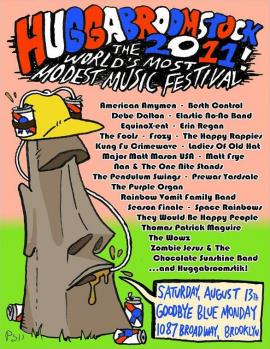 HUGGABROOMSTOCK
2011!
THE
WORLD'S MOST
MODEST MUSIC FESTIVAL
American Anymen · Berth Control
Debe Dalton · Elastic No-No Band
EquinoX-ent · Erin Regan
The Fools · Froxy · The Happy Rappies
Kung Fu Crimewave · Ladies Of Old Hat
Major Matt Mason USA · Matt Frye
Nan & The One Nite Stands
The Pendulum Swings · Prewar Yardsale
The Purple Organ
Rainbow Vomit Family Band
Season Finale · Space Rainbows
They Would Be Happy People
Thomas Patrick Maguire
The Wowz
Zombie Jesus & The
Chocolate Sunshine Band
...and Huggabroomstik!
SATURDAY, AUGUST 13th
GOODBYE BLUE MONDAY
1087 BROADWAY, BROOKLYN